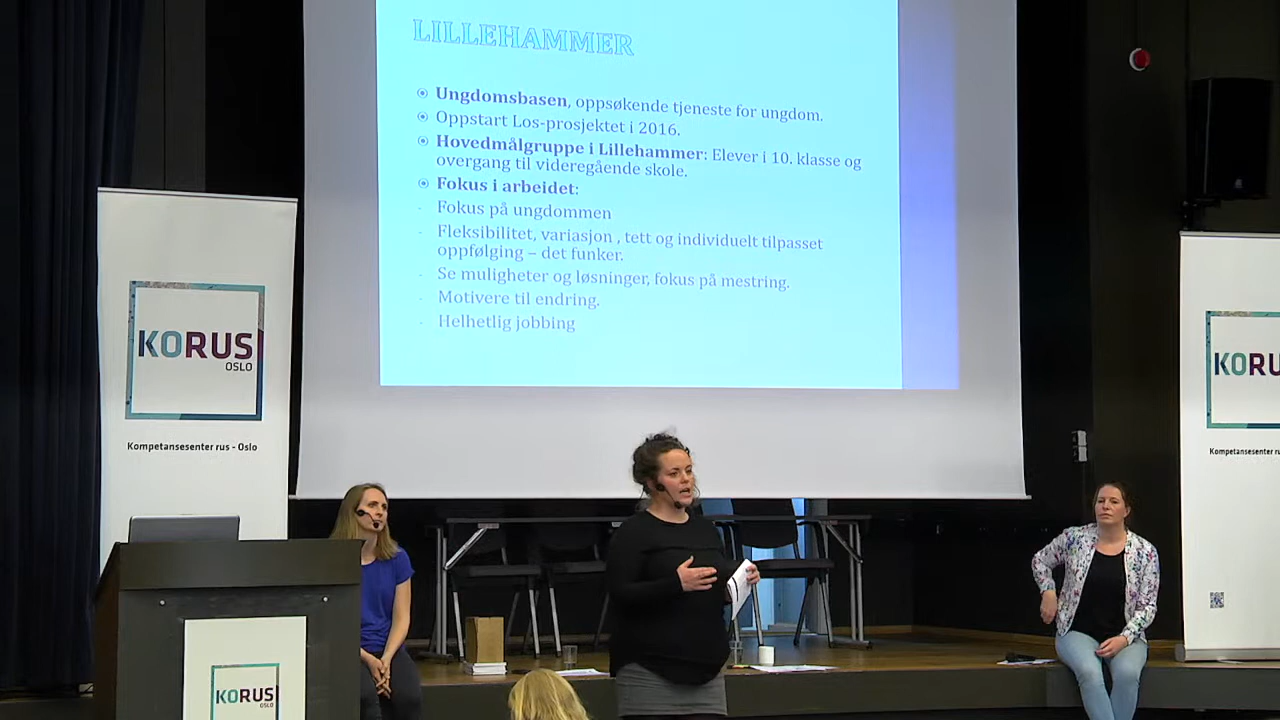 LILLEHAMMER
Ungdomsbasen, oppsøkende tjeneste for ungdom.
Oppstart Los-prosjektet i 2016.
Hovedmålgruppe i Lillehammer: Elever i 10. klasse og
overgang til videregående skole.
Fokus i arbeidet:
- Fokus på ungdommen
- Fleksibilitet, variasjon , tett og individuelt tilpasset
oppfølging – det funker.
- Se muligheter og løsninger, fokus på mestring.
- Motivere til endring.
- Helhetlig jobbing
KORUS
OSLO
Kompetansesenter rus - Oslo
KORU
Kompetansesenter ru
KORUS
OSLO